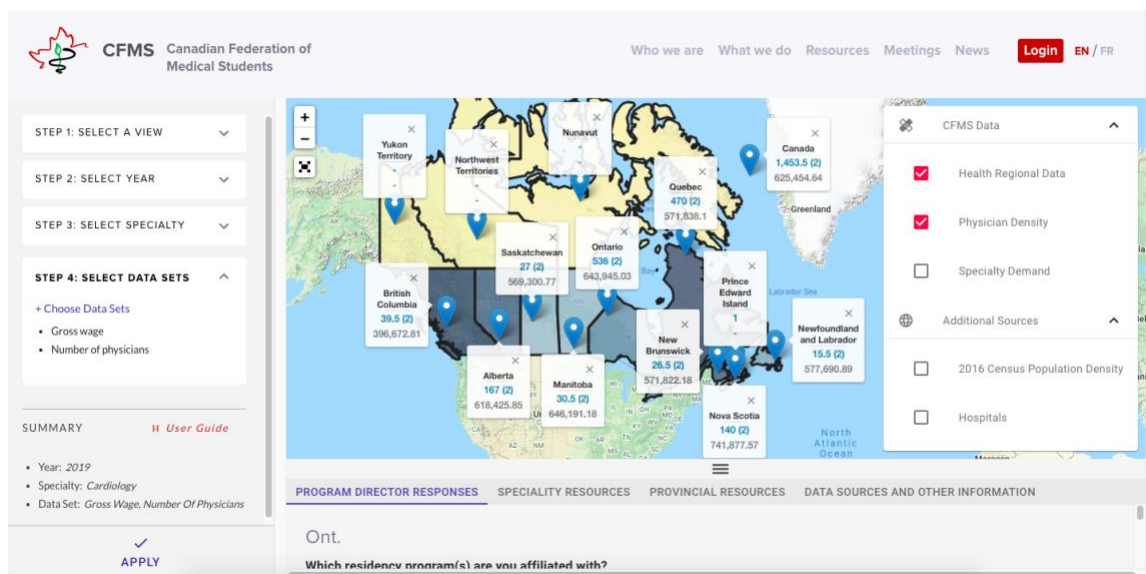 CFMS Canadian Federation of
Medical Students
Who we are What we do Resources Meetings News Login EN / FR
STEP 1: SELECT A VIEW
STEP 2: SELECT YEAR
STEP 3: SELECT SPECIALTY
STEP 4: SELECT DATA SETS
+ Choose Data Sets
• Gross wage
• Number of physicians
SUMMARY
User Guide
• Year: 2019
• Specialty: Cardiology
• Data Set: Gross Wage, Number Of Physicians
APPLY
+
−
Yukon
Territory
-
-
Northwest
Territories
-
-
Nunavut
-
-
Canada
1,453.5 (2)
625,454.64
Quebec
470 (2)
571,838.1
Greenland
Saskatchewan
27 (2)
569,300.77
Ontario
536 (2)
643,945.03
Bay
Prince
Edward
Island
1
-
Labrador Sea
British
Columbia
39.5 (2)
396,672.81
Newfoundland
and Labrador
15.5 (2)
577,690.89
New
Brunswick
26.5 (2)
571,822.18
Alberta
167 (2)
618,425.85
Manitoba
30.5 (2)
646,191.18
Nova Scotia
140 (2)
741,877.57
North
Atlantic
Ocean
CFMS Data
Health Regional Data
Physician Density
Specialty Demand
Additional Sources
2016 Census Population Density
Hospitals
PROGRAM DIRECTOR RESPONSES SPECIALITY RESOURCES PROVINCIAL RESOURCES DATA SOURCES AND OTHER INFORMATION
Ont.
Which residency program(s) are you affiliated with?